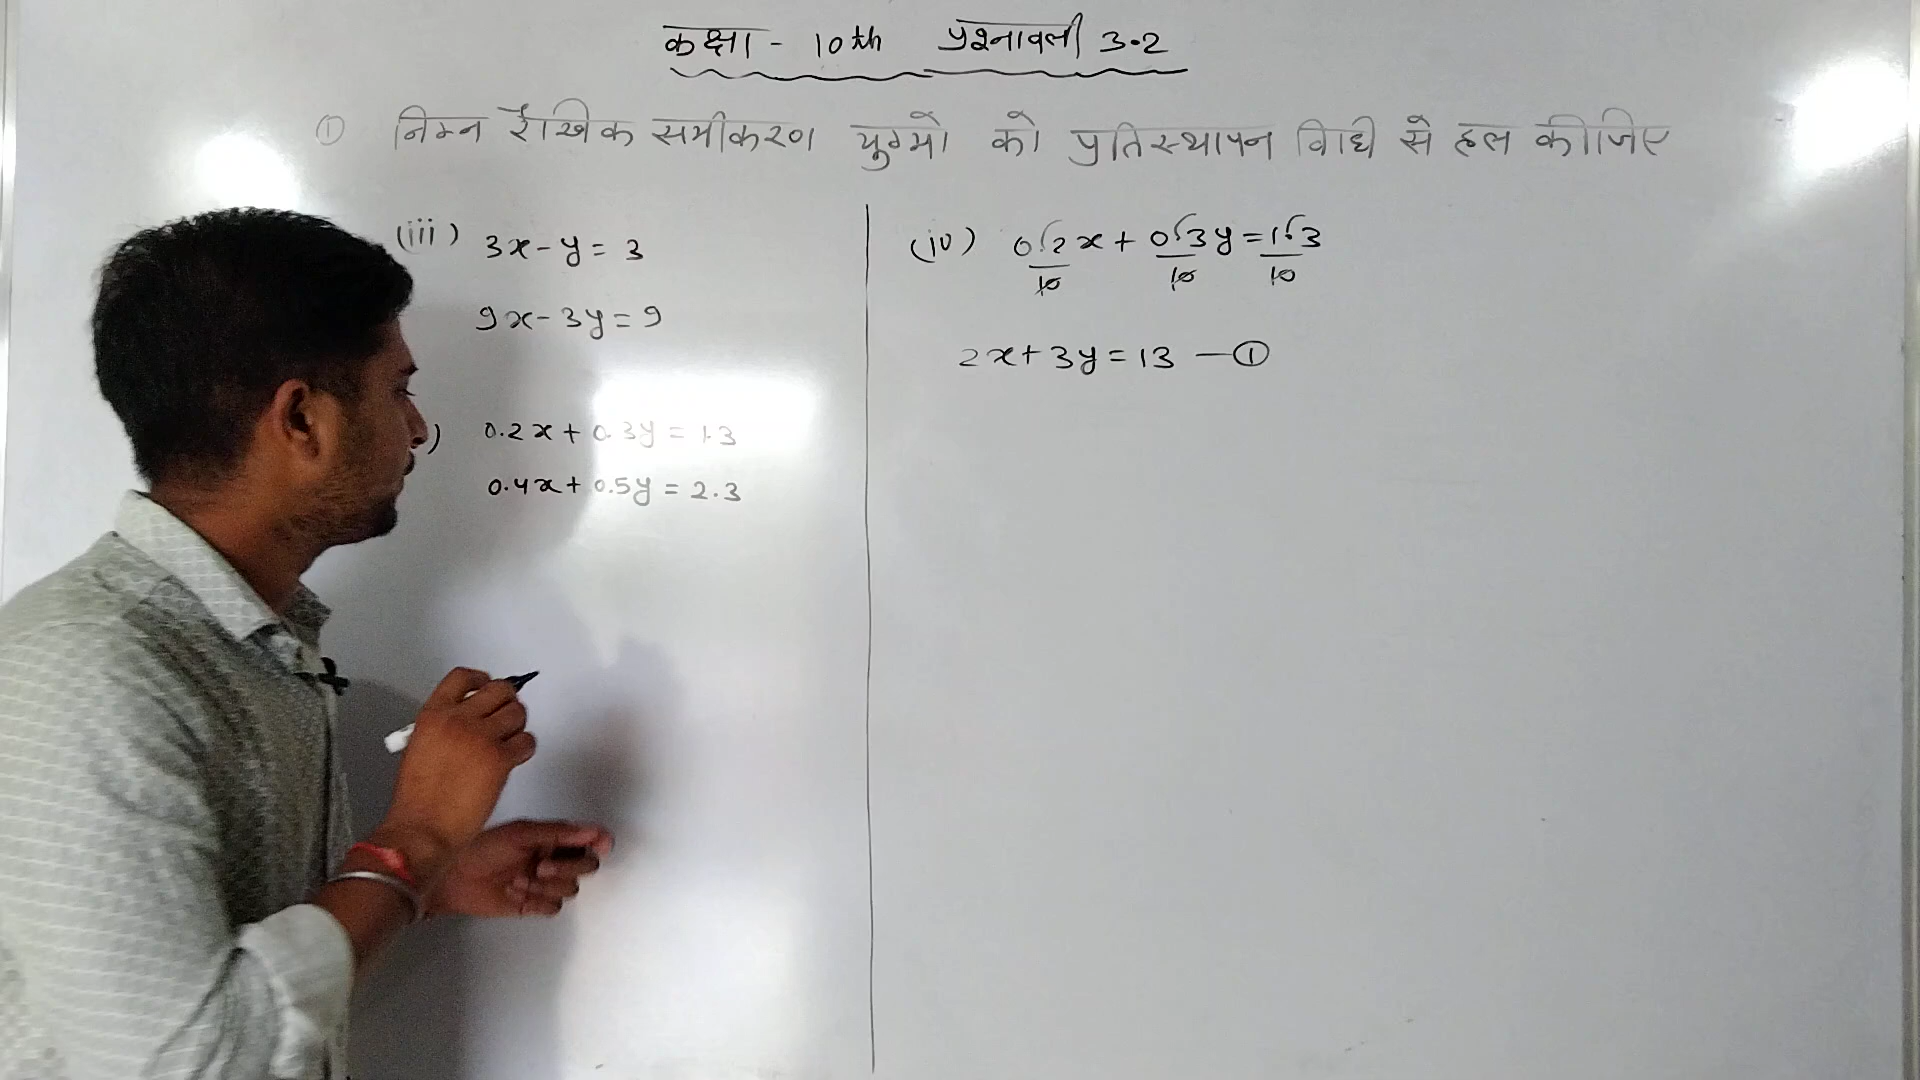 कक्षा - 10th प्रश्नावली 3.2
① निम्न रैखिक समीकरण युग्मों को प्रतिस्थापन विधि से हल कीजिए
(iii) 3x - y = 3
9x - 3y = 9
) 0.2x + 0.3y = 1.3
0.4x + 0.5y = 2.3
(iv) 0.2x + 0.3y = 1.3
10 10 10
2x + 3y = 13 — ①